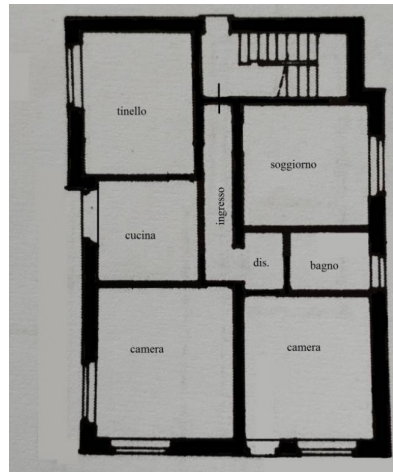 tinello
soggiorno
ingresso
cucina
dis.
bagno
camera
camera